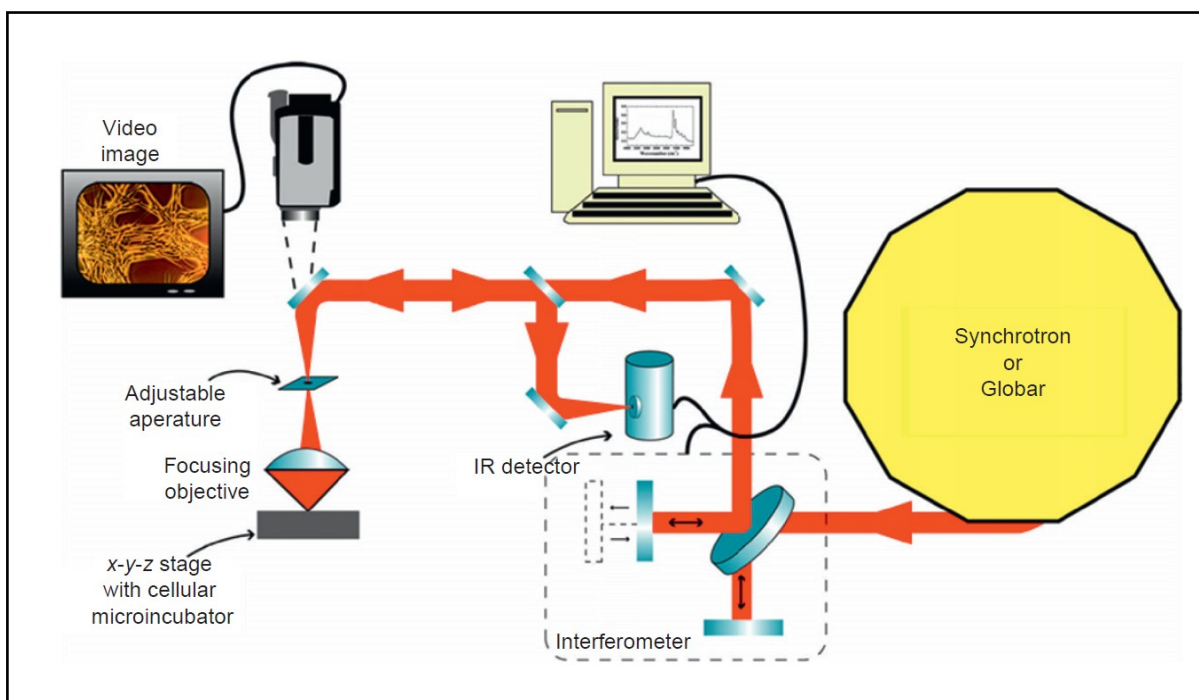 Video
image
Synchrotron
or
Globar
Adjustable
aperature
Focusing
objective
IR detector
x-y-z stage
with cellular
microincubator
Interferometer